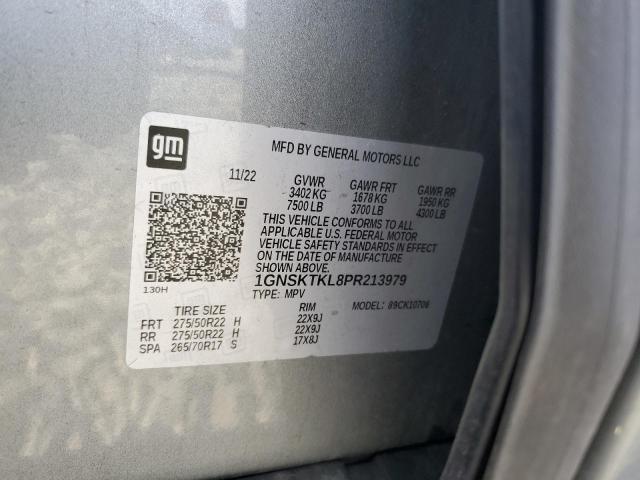 gm
MFD BY GENERAL MOTORS LLC
11/22
GVWR GAWR FRT GAWR RR
3402 KG 1678 KG 1950 KG
7500 LB 3700 LB 4300 LB
THIS VEHICLE CONFORMS TO ALL
APPLICABLE U.S. FEDERAL MOTOR
VEHICLE SAFETY STANDARDS IN EFFECT
ON THE DATE OF MANUFACTURE
SHOWN ABOVE.
130H
1GNSKTKL8PR213979
TYPE: MPV
MODEL: 89CK10706
TIRE SIZE RIM
FRT 275/50R22 H 22X9J
RR 275/50R22 H 22X9J
SPA 265/70R17 S 17X8J